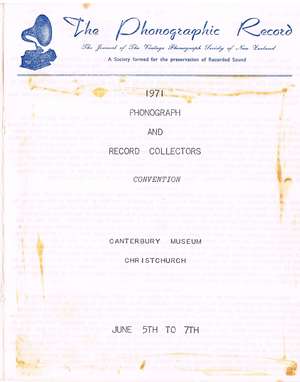 The Phonographic Record
The Journal of The Vintage Phonograph Society of New Zealand
A Society formed for the preservation of Recorded Sound
1971
PHONOGRAPH
AND
RECORD COLLECTORS
CONVENTION
CANTERBURY MUSEUM
CHRISTCHURCH
JUNE 5TH TO 7TH